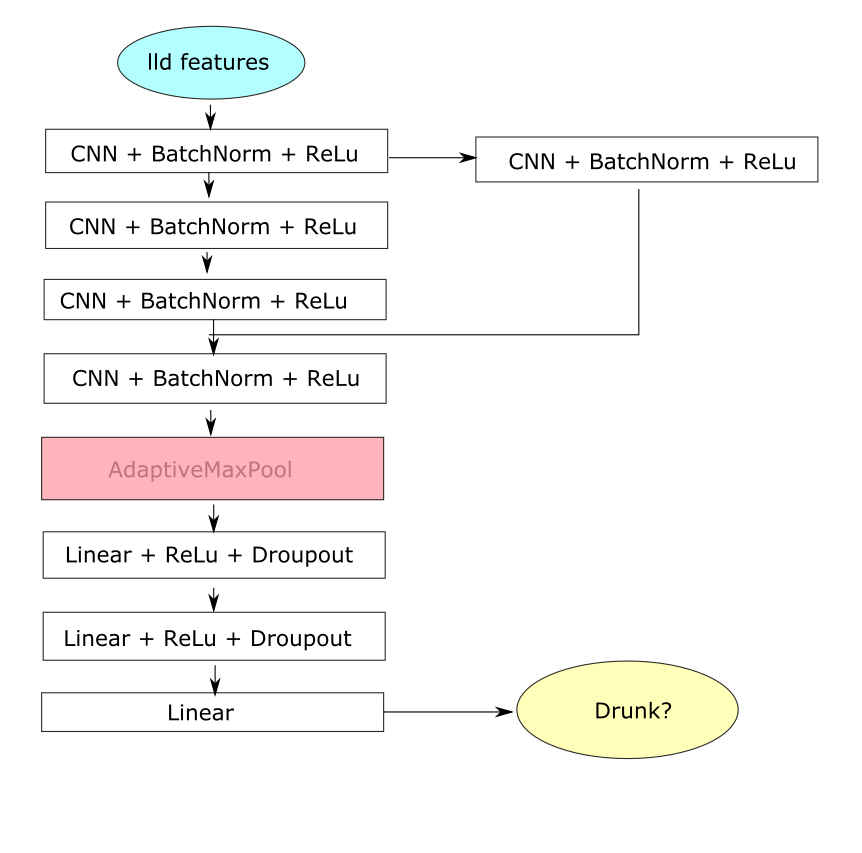 lld features
CNN + BatchNorm + ReLu
CNN + BatchNorm + ReLu
CNN + BatchNorm + ReLu
CNN + BatchNorm + ReLu
CNN + BatchNorm + ReLu
AdaptiveMaxPool
Linear + ReLu + Droupout
Linear + ReLu + Droupout
Linear
Drunk?